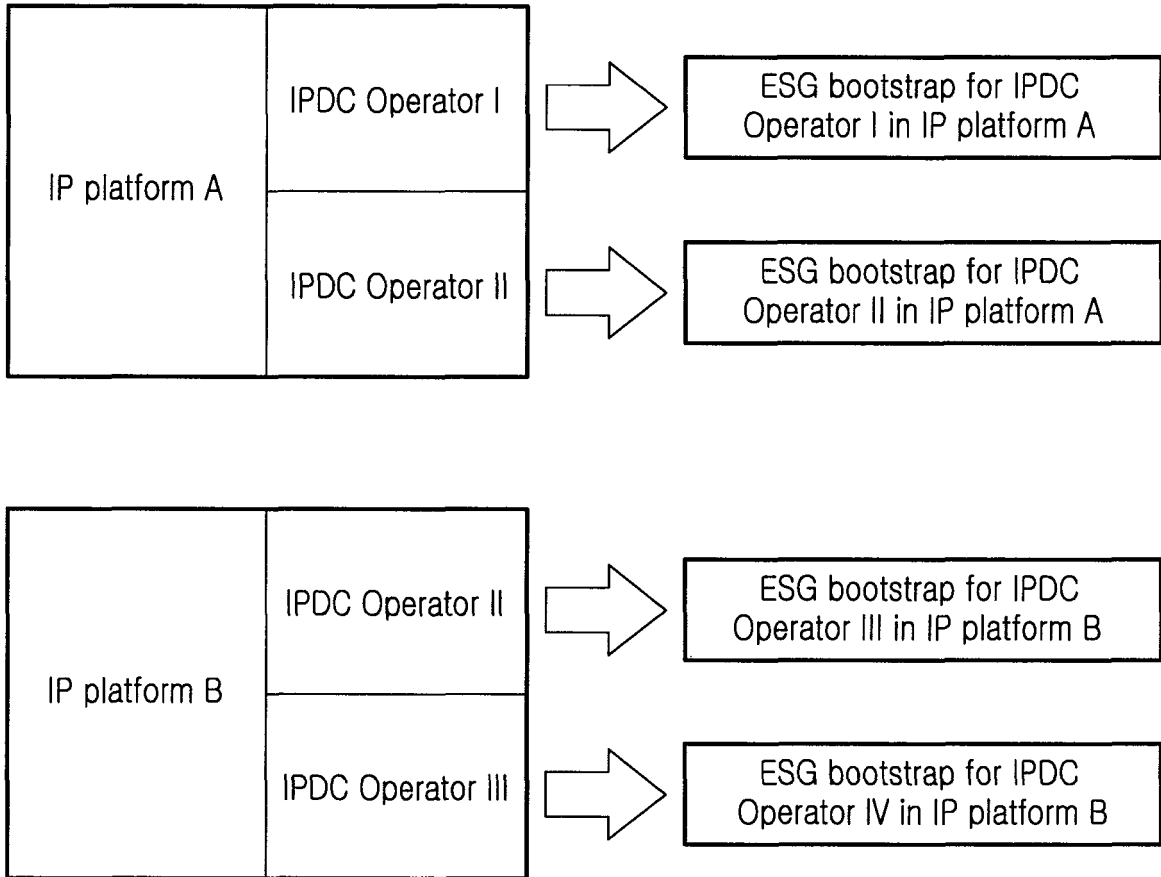 IP platform A
IPDC Operator I
ESG bootstrap for IPDC
Operator I in IP platform A
IPDC Operator II
ESG bootstrap for IPDC
Operator II in IP platform A
IP platform B
IPDC Operator II
ESG bootstrap for IPDC
Operator III in IP platform B
IPDC Operator III
ESG bootstrap for IPDC
Operator IV in IP platform B